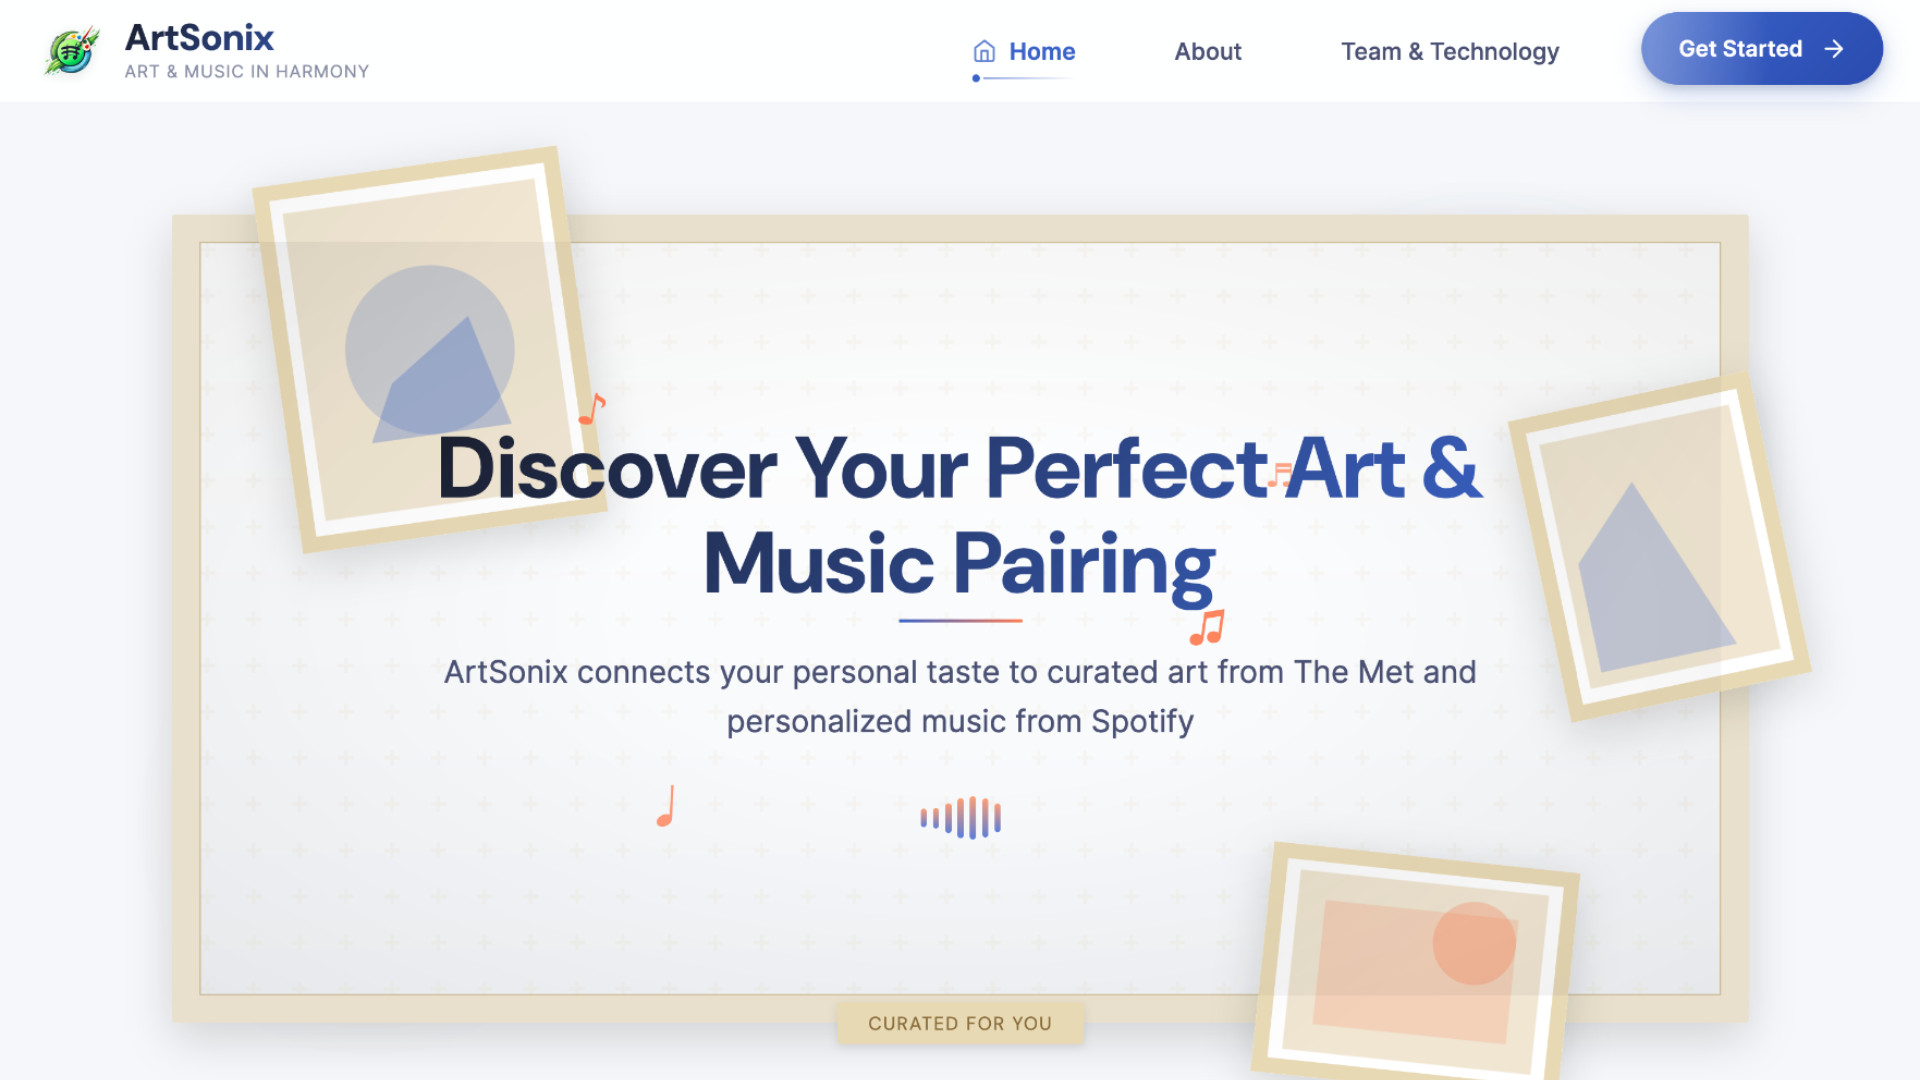 ArtSonix
ART & MUSIC IN HARMONY
Home
About
Team & Technology
Get Started
Discover Your Perfect Art &
Music Pairing
ArtSonix connects your personal taste to curated art from The Met and
personalized music from Spotify
CURATED FOR YOU